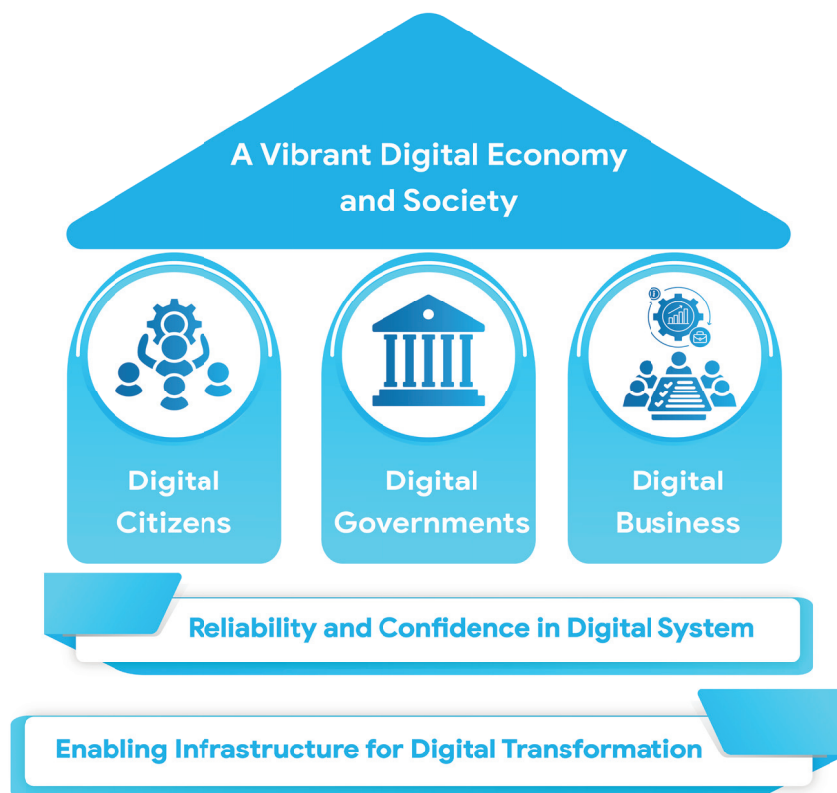 A Vibrant Digital Economy
and Society
Digital
Citizens
Digital
Governments
Digital
Business
Reliability and Confidence in Digital System
Enabling Infrastructure for Digital Transformation